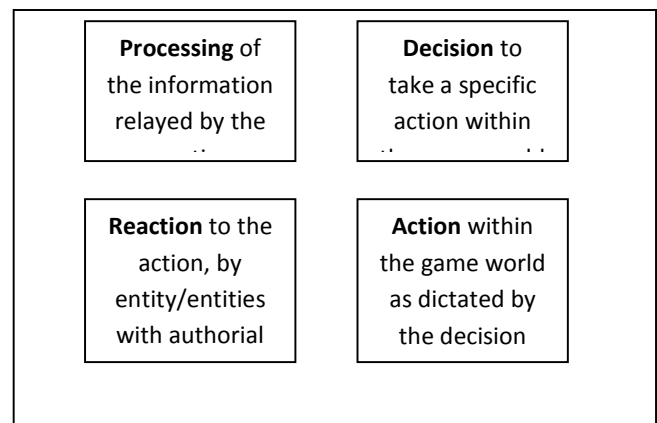 Processing of
the information
relayed by the
Decision to
take a specific
action within
Reaction to the
action, by
entity/entities
with authorial
Action within
the game world
as dictated by
the decision